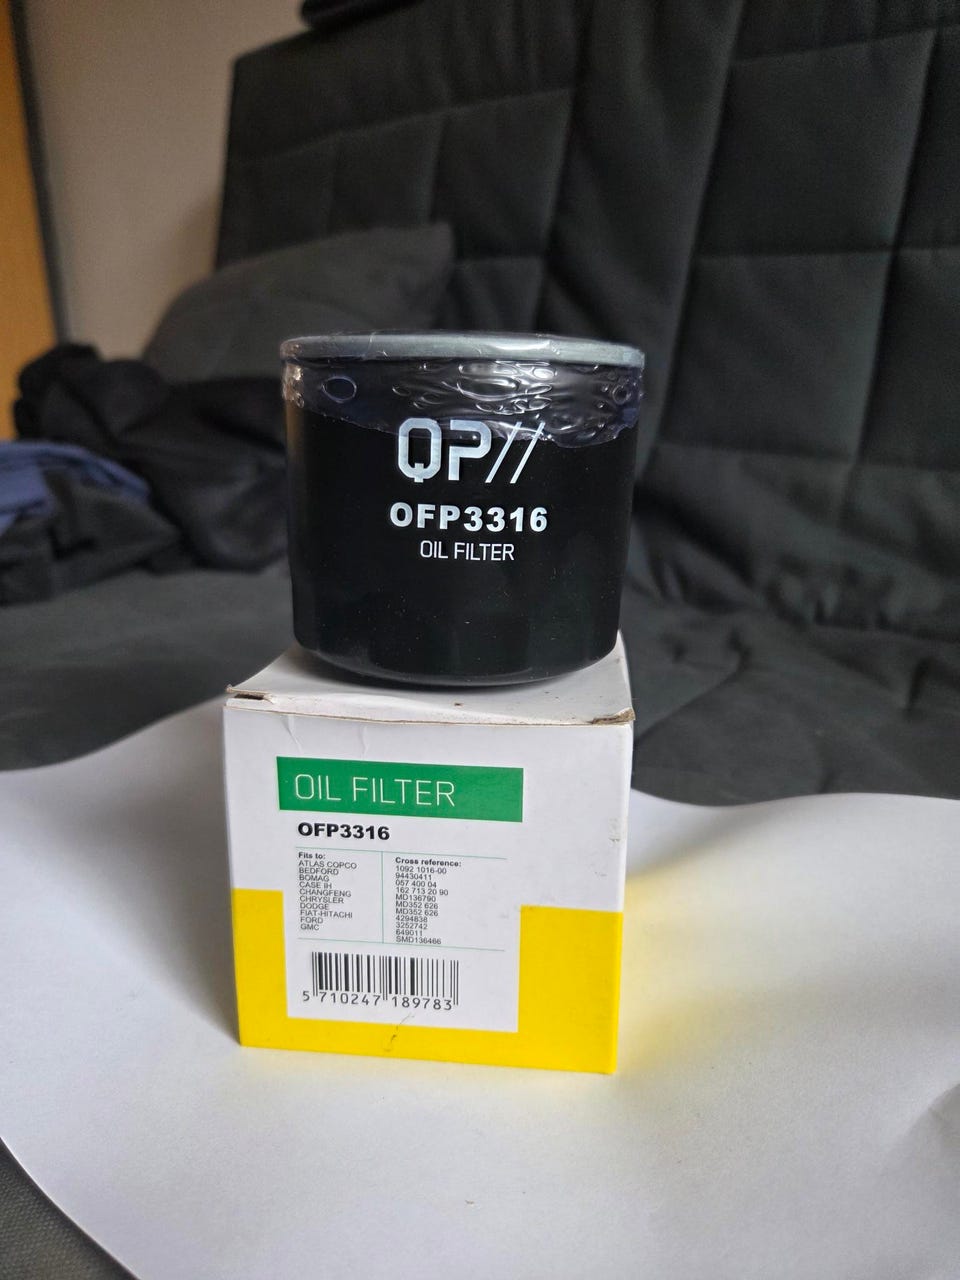 QP//
OFP3316
OIL FILTER
OIL FILTER
OFP3316
Fits to:
ATLAS COPCO
BEDFORD
BOMAG
CASE IH
CHANGFENG
CHRYSLER
DODGE
FIAT-HITACHI
FORD
GMC
Cross reference:
1092 1016-00
94430411
057 400 04
162 713 20 90
MD136790
MD352 626
MD352 626
4294838
3252742
649011
SMD136466
5 710247 189783